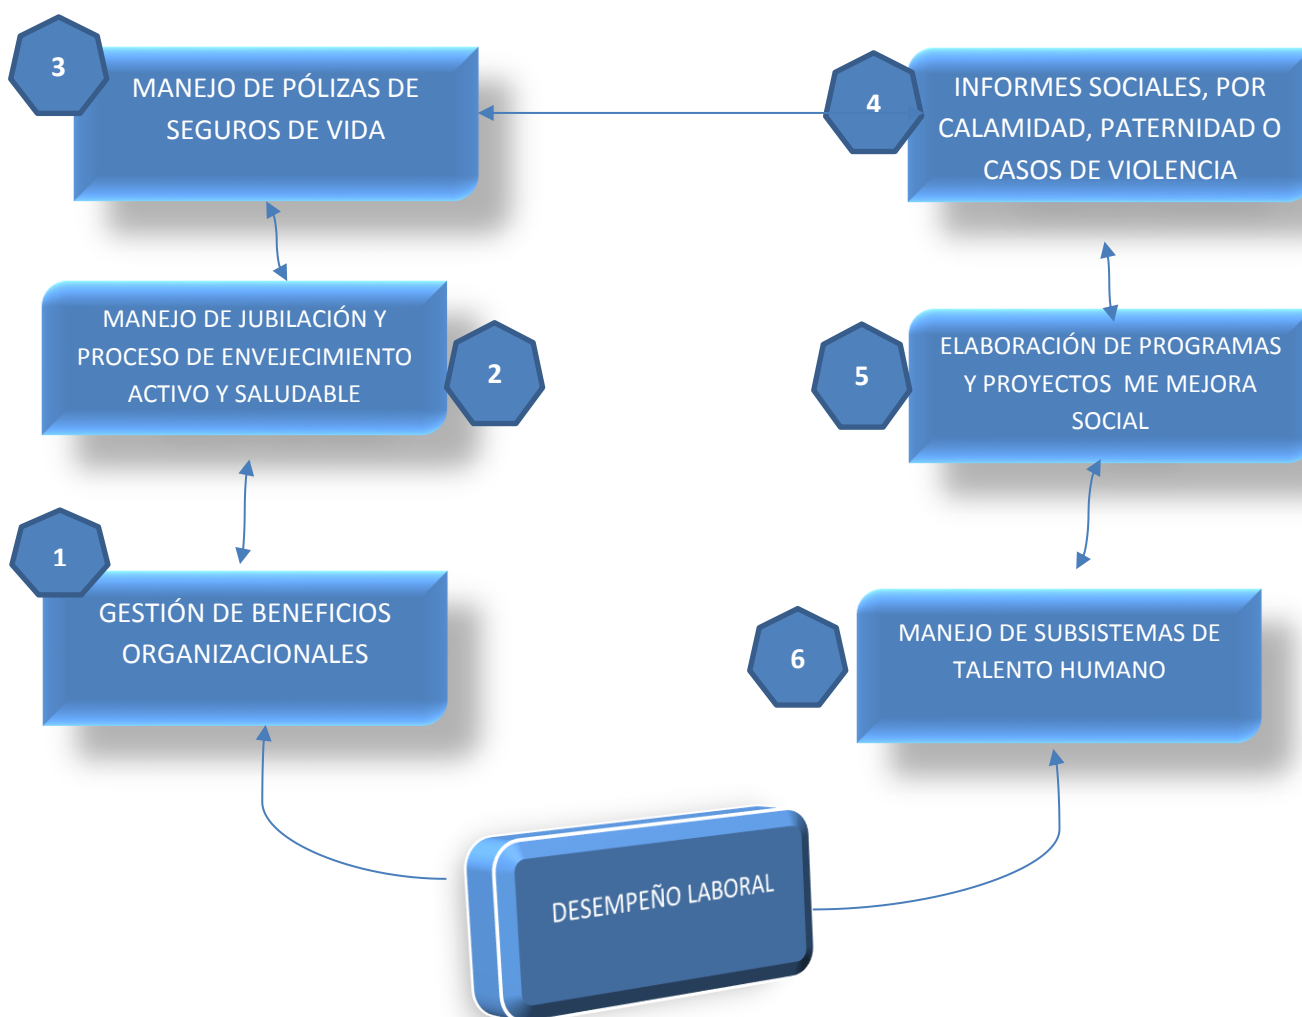 3
MANEJO DE PÓLIZAS DE
SEGUROS DE VIDA
4
INFORMES SOCIALES, POR
CALAMIDAD, PATERNIDAD O
CASOS DE VIOLENCIA
MANEJO DE JUBILACIÓN Y
PROCESO DE ENVEJECIMIENTO
ACTIVO Y SALUDABLE
2
5
ELABORACIÓN DE PROGRAMAS
Y PROYECTOS ME MEJORA
SOCIAL
1
GESTIÓN DE BENEFICIOS
ORGANIZACIONALES
6
MANEJO DE SUBSISTEMAS DE
TALENTO HUMANO
DESEMPEÑO LABORAL